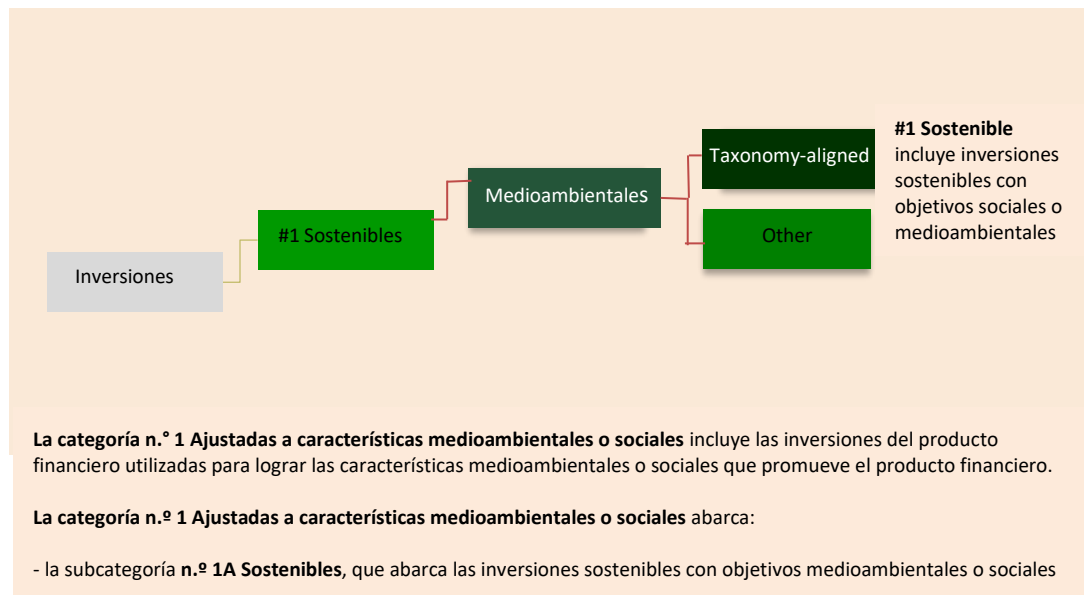 Inversiones
#1 Sostenibles
Medioambientales
Taxonomy-aligned
Other
#1 Sostenible
incluye inversiones
sostenibles con
objetivos sociales o
medioambientales
La categoría n.° 1 Ajustadas a características medioambientales o sociales incluye las inversiones del producto
financiero utilizadas para lograr las características medioambientales o sociales que promueve el producto financiero.
La categoría n.º 1 Ajustadas a características medioambientales o sociales abarca:
- la subcategoría n.º 1A Sostenibles, que abarca las inversiones sostenibles con objetivos medioambientales o sociales